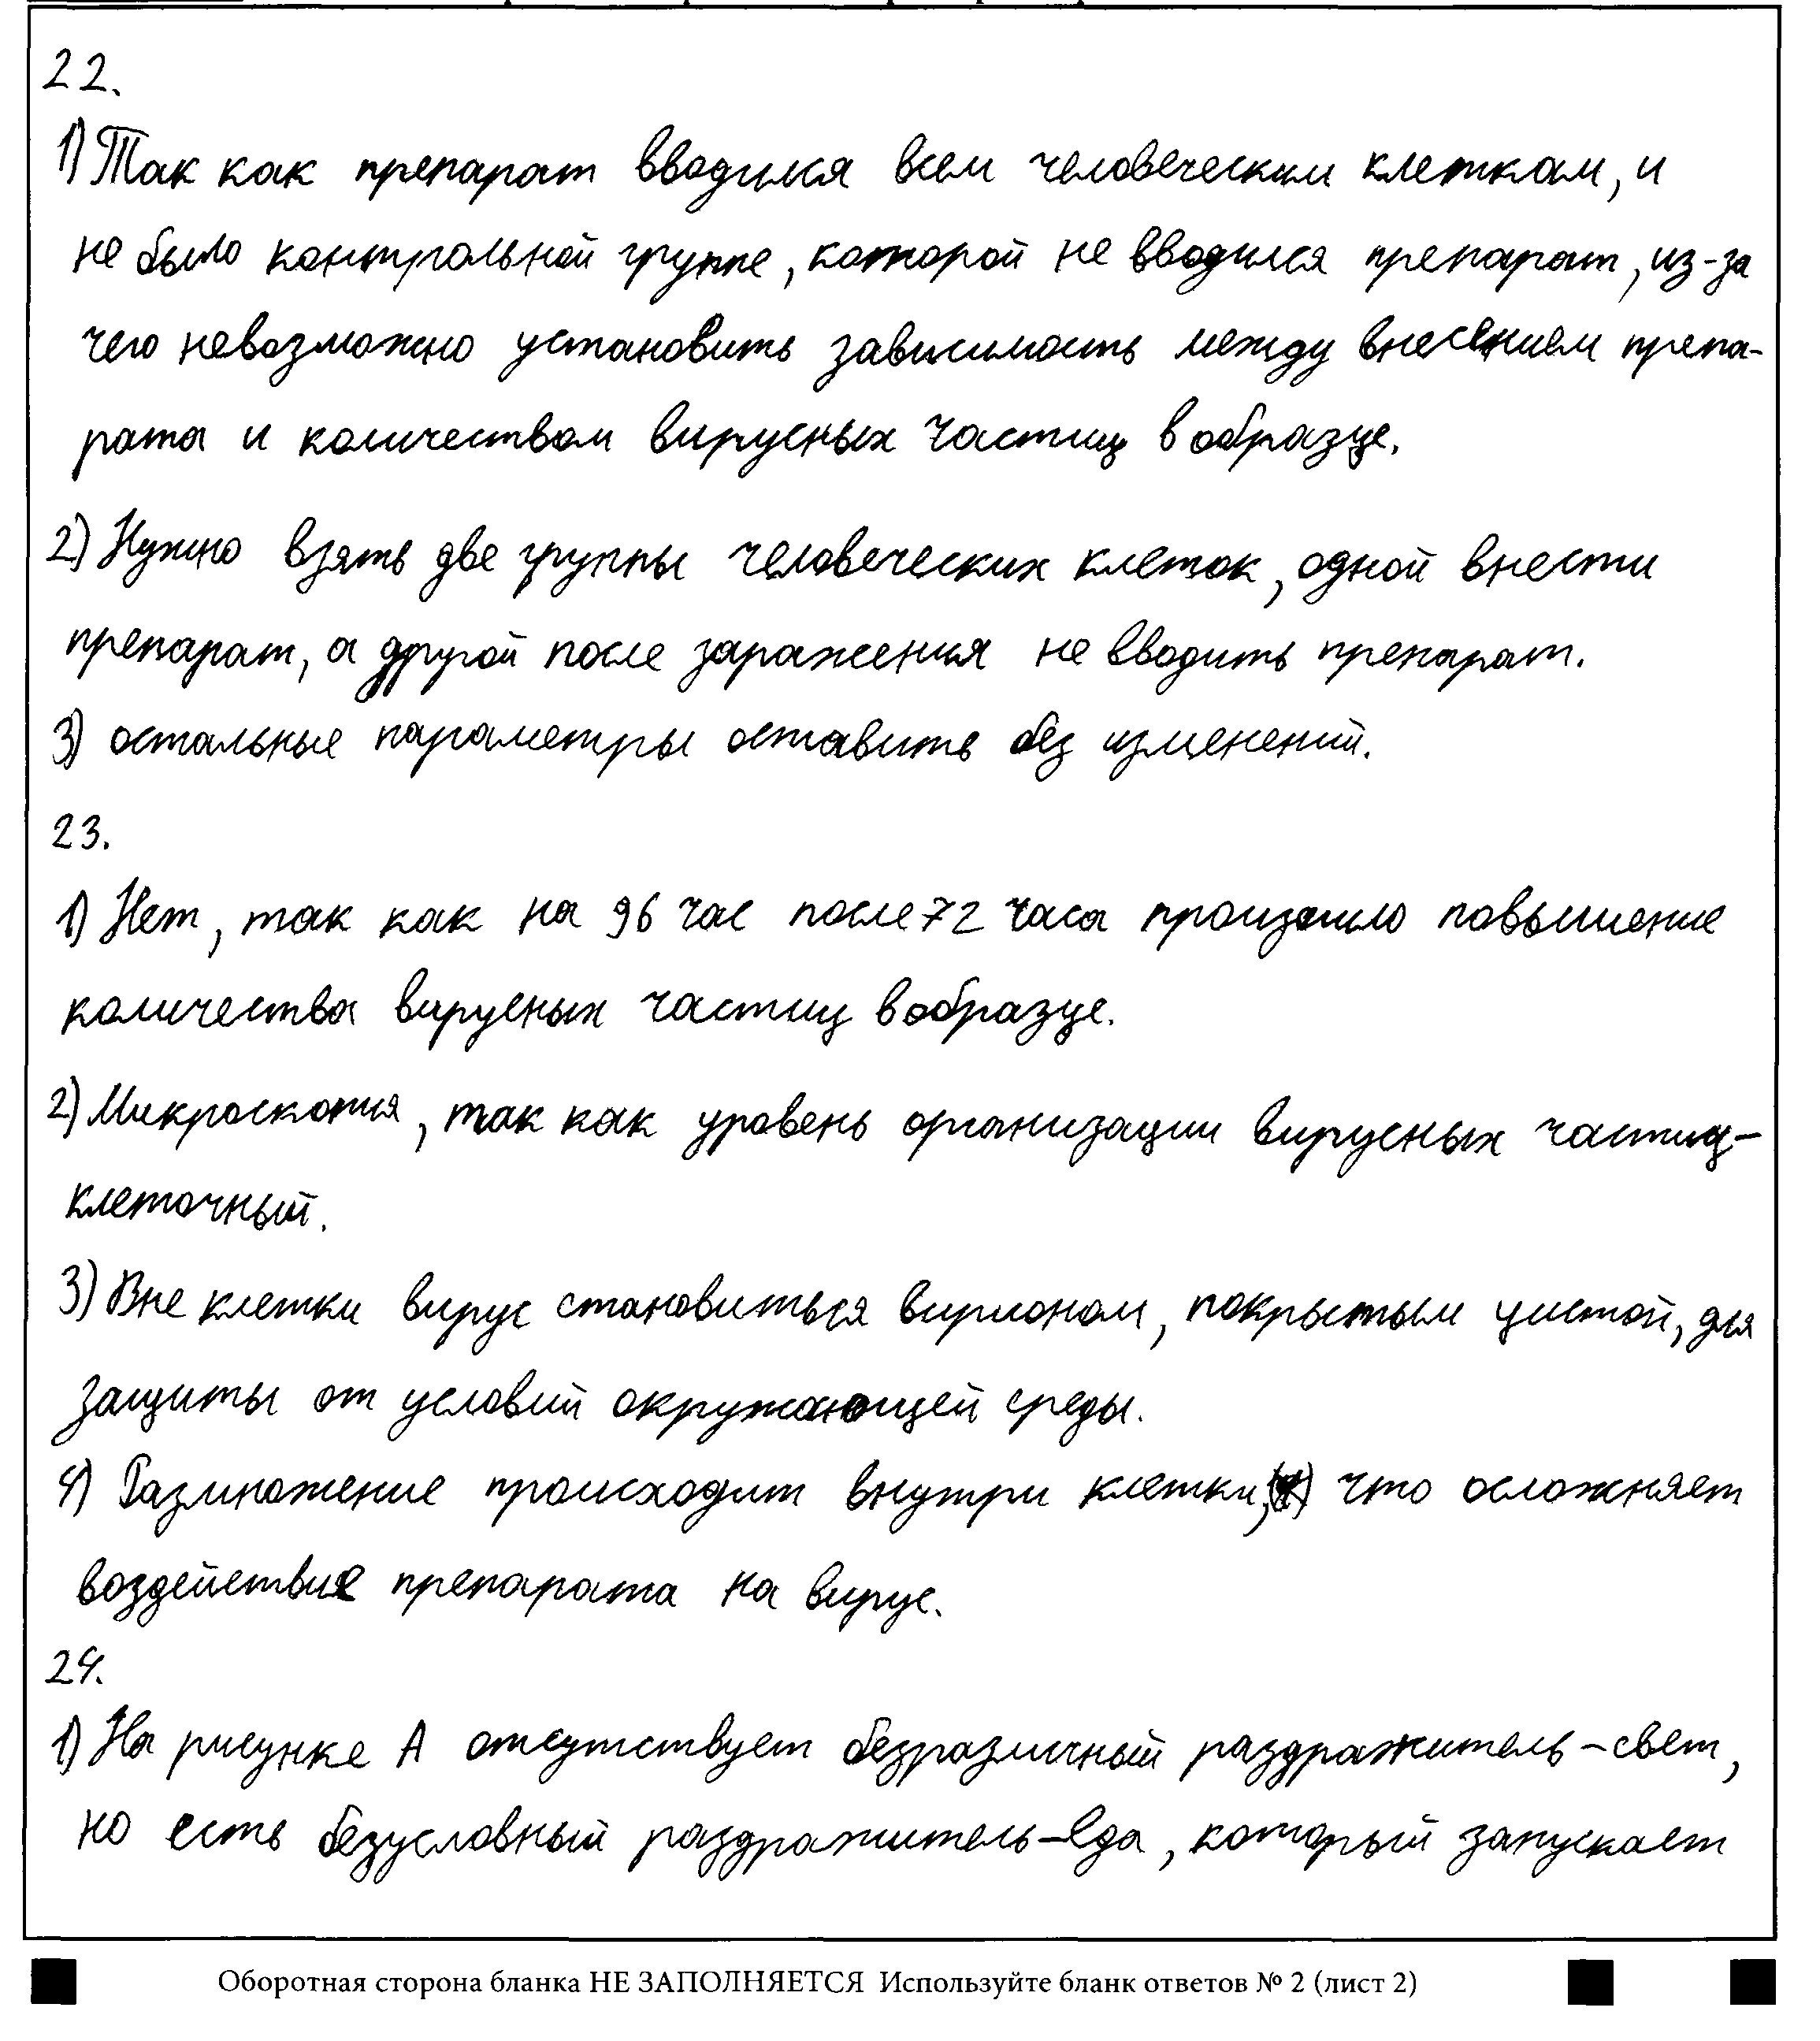 22.
1) Так как препарат вводился всем человеческим клеткам, и
не было контрольной группе, которой не вводился препарат, из-за
чего невозможно установить зависимость между внесением препа-
рата и количеством вирусных частиц в образце.
2) Нужно взять две группы человеческих клеток, одной внести
препарат, а другой после заражения не вводить препарат.
3) остальные параметры оставить без изменений.
23.
1) Нет, так как на 96 час после 72 часа произошло повышение
количества вирусных частиц в образце.
2) Микроскопия, так как уровень организации вирусных частиц-
клеточный.
3) Вне клетки вирус становиться вирионом, покрытым цистой, для
защиты от условий окружающей среды.
4) Размножение происходит внутри клетки, что осложняет
воздействие препарата на вирус.
24.
1) На рисунке А отсутствует безразличный раздражитель-свет,
но есть безусловный раздражитель-еда, который запускает
Оборотная сторона бланка НЕ ЗАПОЛНЯЕТСЯ Используйте бланк ответов № 2 (лист 2)